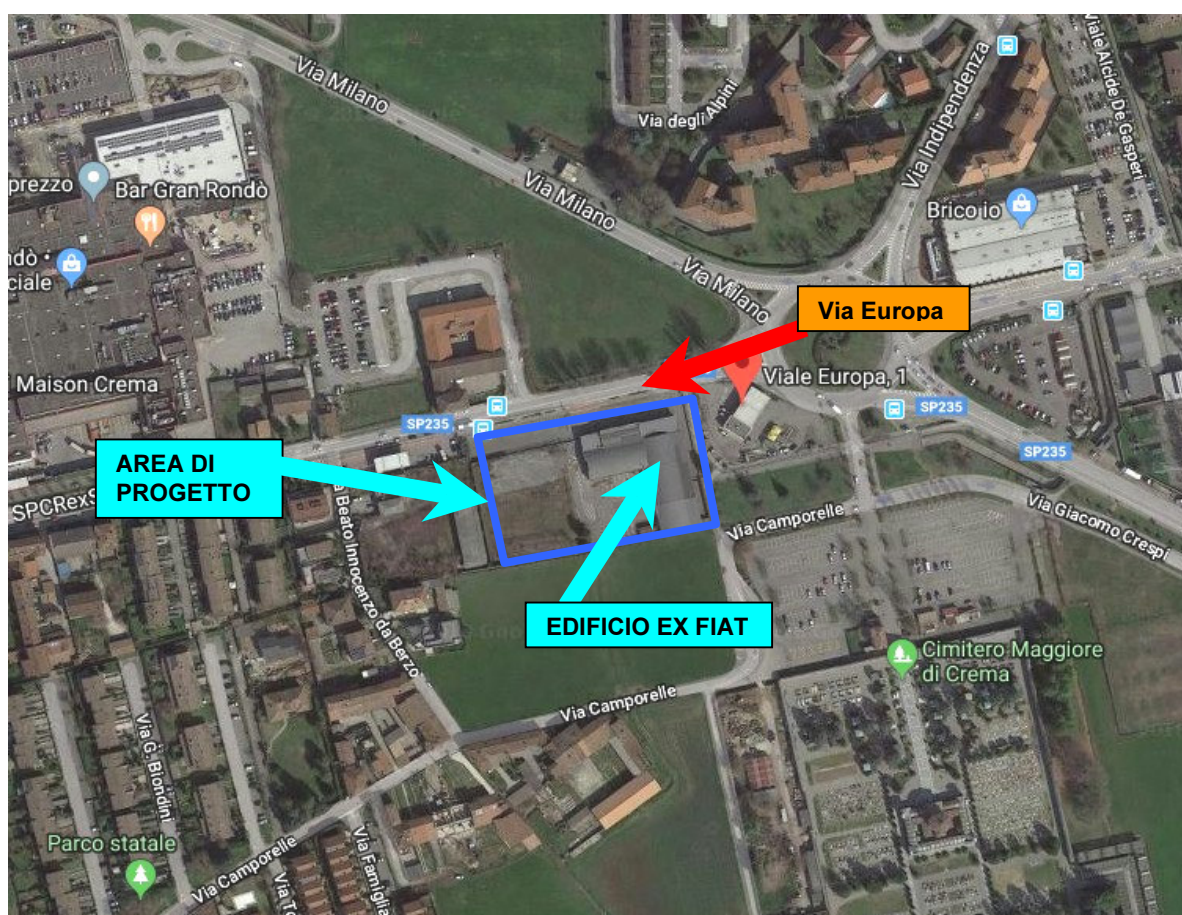 Via Milano
Viale Alcide De Gasperi
Via degli Alpini
Via Indipendenza
prezzo
Bar Gran Rondò
Via Milano
Brico io
ndò •
ciale
Via Milano
Via Europa
Maison Crema
Viale Europa, 1
SP235
SP235
SP235
AREA DI
PROGETTO
Via Camporelle
Via Giacomo Crespi
Beato Innocenzo da Berzo
EDIFICIO EX FIAT
Cimitero Maggiore
di Crema
Via Camporelle
Via G. Biondini
Parco statale
Via Camporelle
Via Famiglia